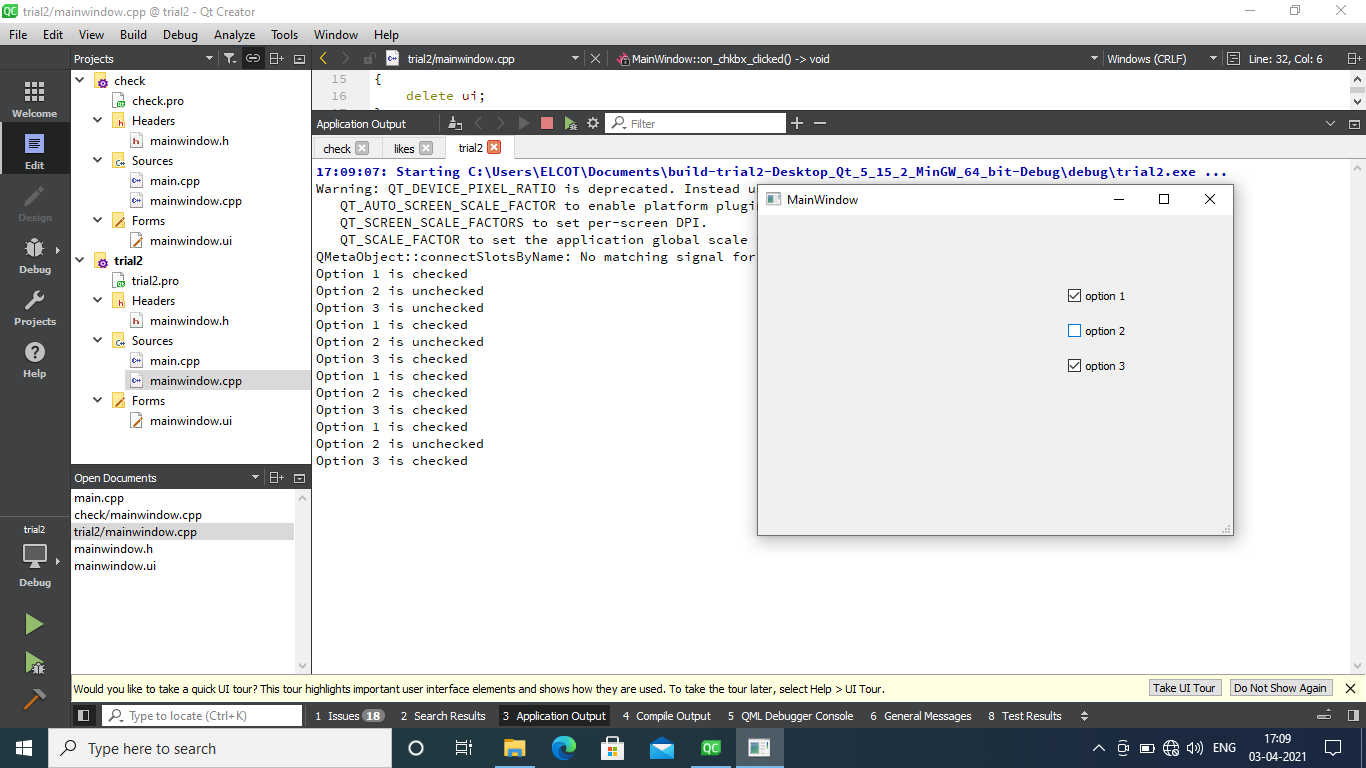 trial2/mainwindow.cpp @ trial2 - Qt Creator
File Edit View Build Debug Analyze Tools Window Help
Projects
trial2/mainwindow.cpp
MainWindow::on_chkbx_clicked() -> void
Windows (CRLF)
Line: 32, Col: 6
Welcome
Edit
Design
Debug
Projects
Help
check
check.pro
Headers
mainwindow.h
Sources
main.cpp
mainwindow.cpp
Forms
mainwindow.ui
trial2
trial2.pro
Headers
mainwindow.h
Sources
main.cpp
mainwindow.cpp
Forms
mainwindow.ui
15 {
16 delete ui;
Application Output
Filter
check likes trial2
17:09:07: Starting C:\Users\ELCOT\Documents\build-trial2-Desktop_Qt_5_15_2_MinGW_64_bit-Debug\debug\trial2.exe ...
Warning: QT_DEVICE_PIXEL_RATIO is deprecated. Instead u
QT_AUTO_SCREEN_SCALE_FACTOR to enable platform plugi
QT_SCREEN_SCALE_FACTORS to set per-screen DPI.
QT_SCALE_FACTOR to set the application global scale
QMetaObject::connectSlotsByName: No matching signal for
Option 1 is checked
Option 2 is unchecked
Option 3 is unchecked
Option 1 is checked
Option 2 is unchecked
Option 3 is checked
Option 1 is checked
Option 2 is checked
Option 3 is checked
Option 1 is checked
Option 2 is unchecked
Option 3 is checked
MainWindow
option 1
option 2
option 3
Open Documents
main.cpp
check/mainwindow.cpp
trial2/mainwindow.cpp
mainwindow.h
mainwindow.ui
trial2
Debug
Would you like to take a quick UI tour? This tour highlights important user interface elements and shows how they are used. To take the tour later, select Help > UI Tour.
Take UI Tour
Do Not Show Again
Type to locate (Ctrl+K)
1 Issues 18 2 Search Results 3 Application Output 4 Compile Output 5 QML Debugger Console 6 General Messages 8 Test Results
Type here to search
ENG
17:09
03-04-2021